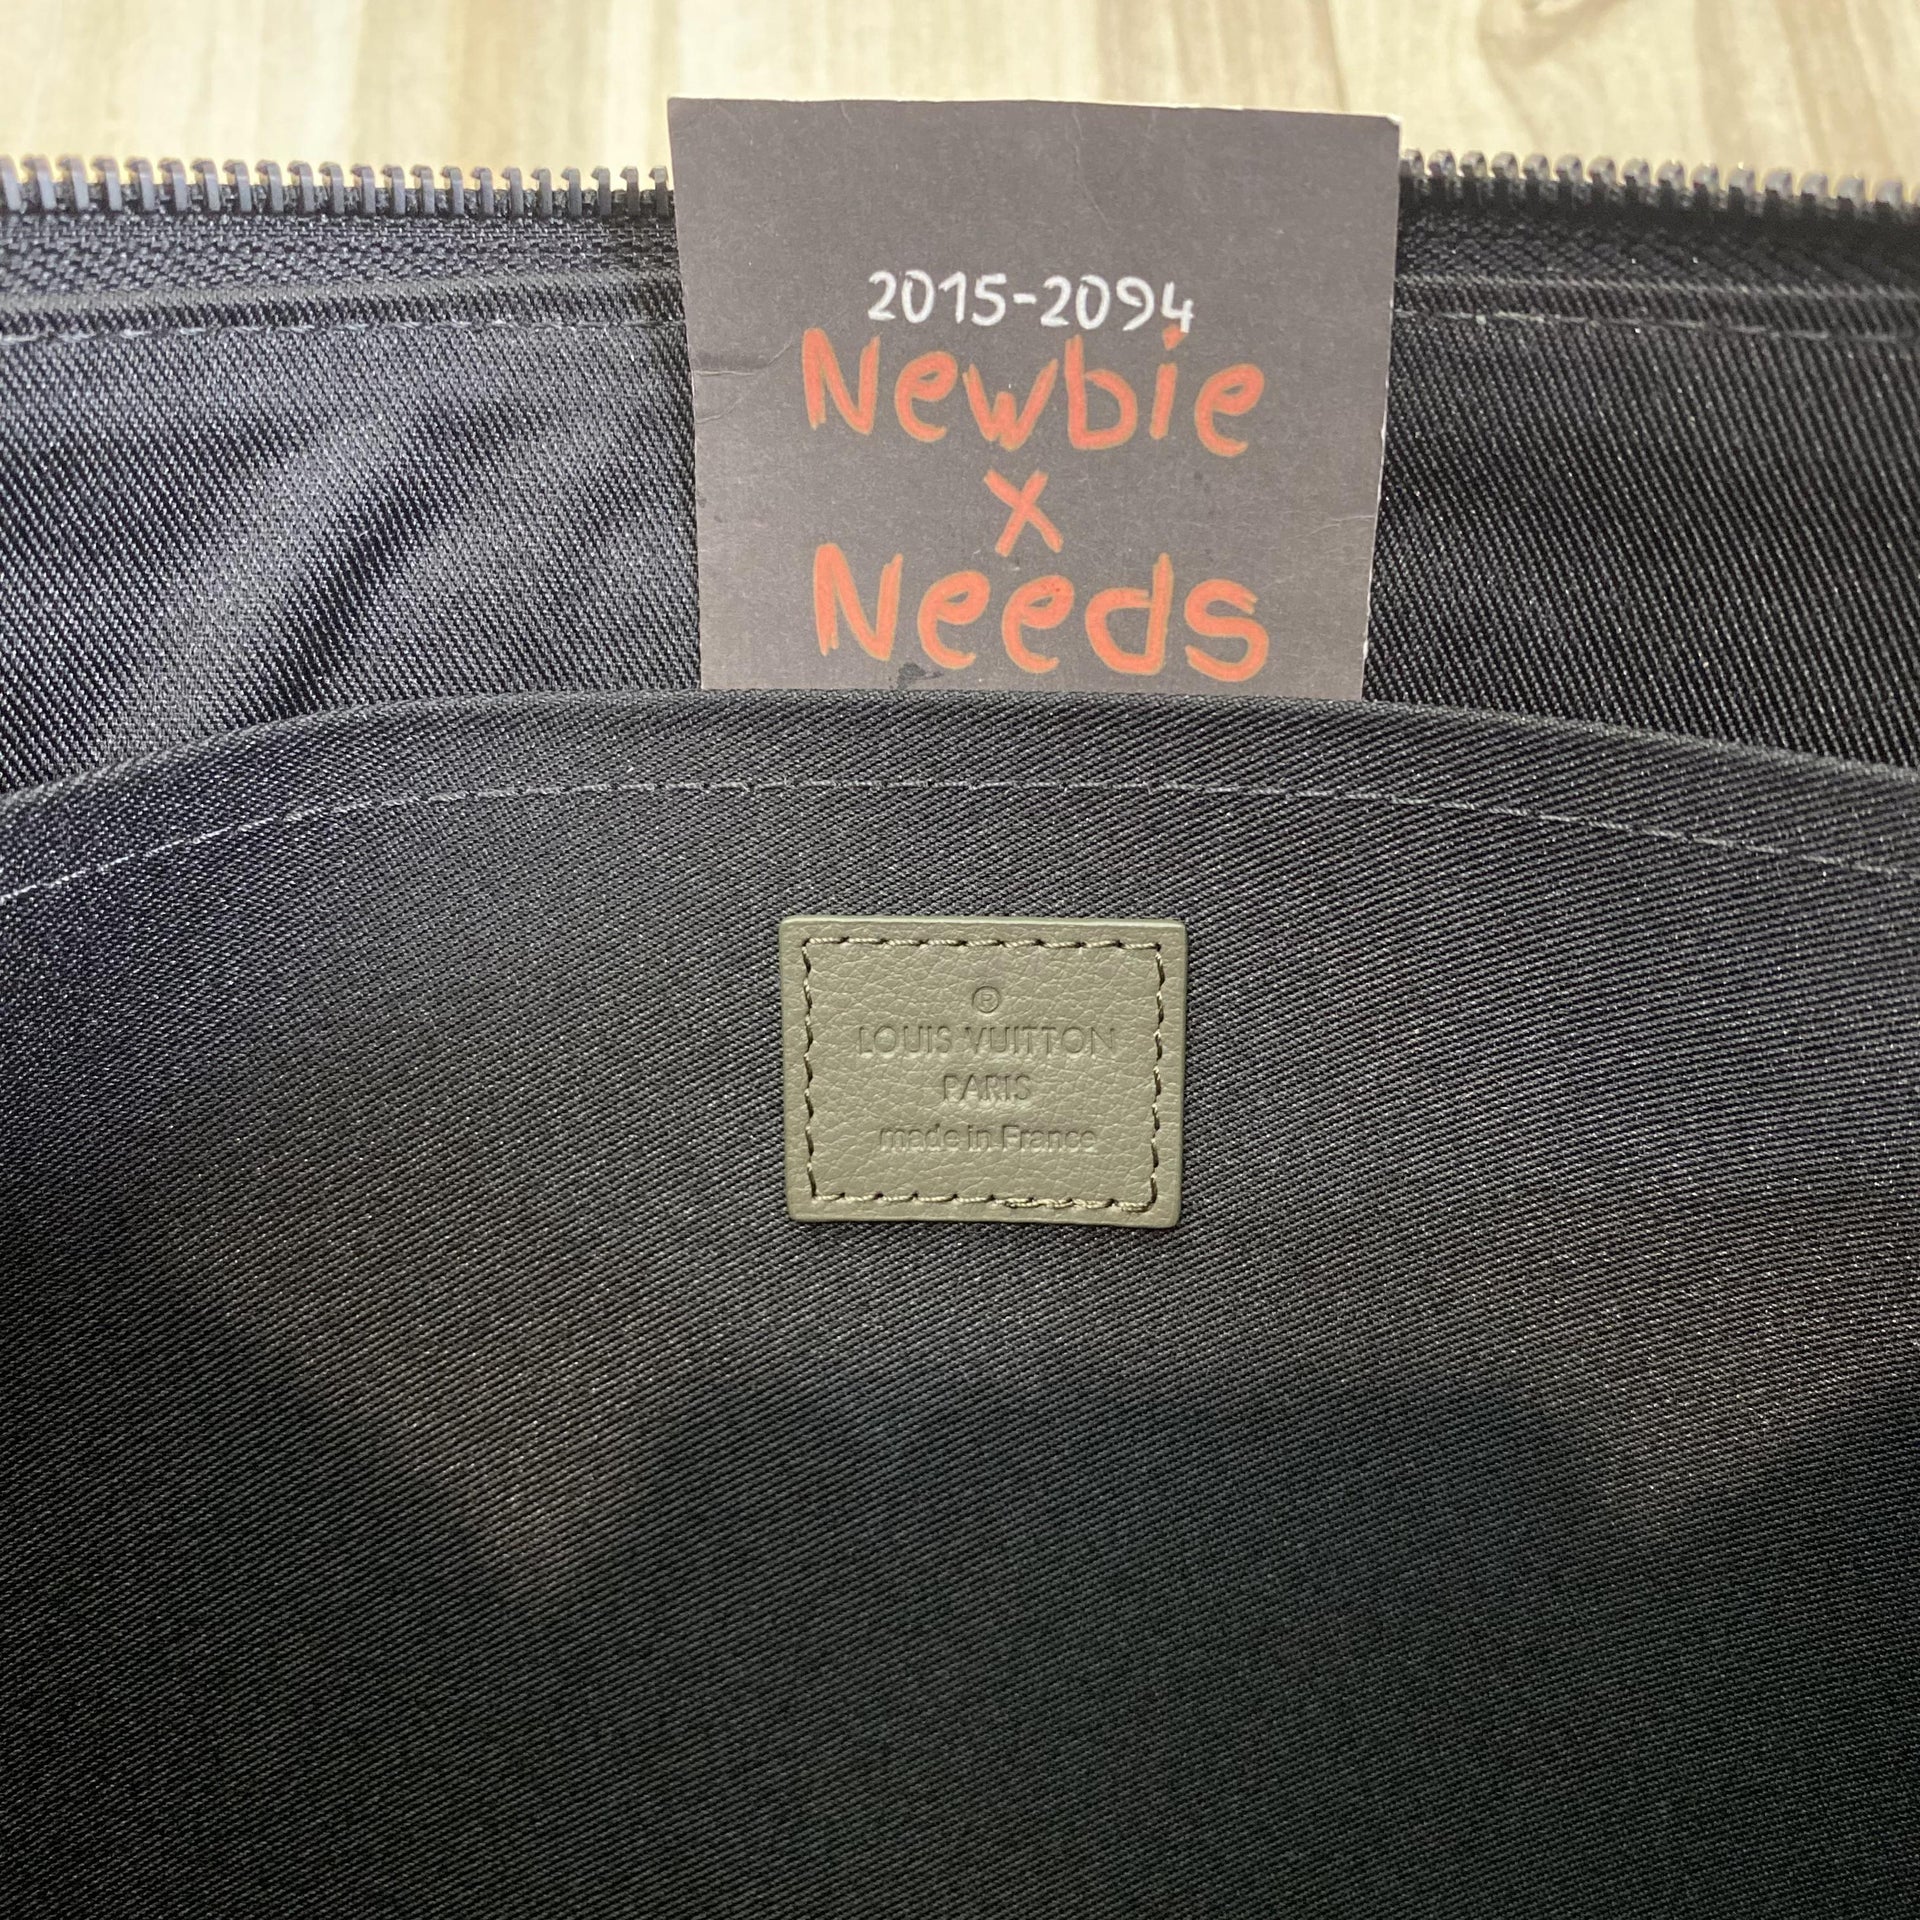 2015-2094
Newbie
x
Needs
®
LOUIS VUITTON
PARIS
made in France